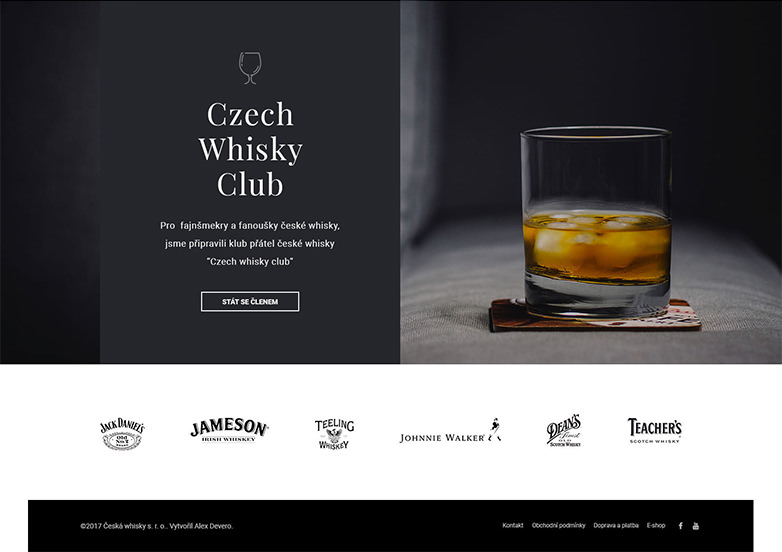 Czech
Whisky
Club
Pro fajnšmekry a fanoušky české whisky,
jsme připravili klub přátel české whisky
"Czech whisky club"
STÁT SE ČLENEM
JACK DANIEL'S
Old
No. 7
BRAND
JAMESON®
IRISH WHISKEY
TEELING
WHISKEY
JOHNNIE WALKER
DEAN'S
Finest
OLD
SCOTCH WHISKY
TEACHER'S
SCOTCH WHISKY
©2017 Česká whisky s. r. o.. Vytvořil Alex Devero.
Kontakt Obchodní podmínky Doprava a platba E-shop